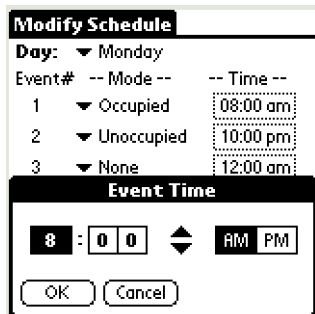 Modify Schedule
Day: Monday
Event# -- Mode -- -- Time --
1 Occupied 08:00 am
2 Unoccupied 10:00 pm
3 None 12:00 am
Event Time
8 : 0 0 AM PM
OK Cancel